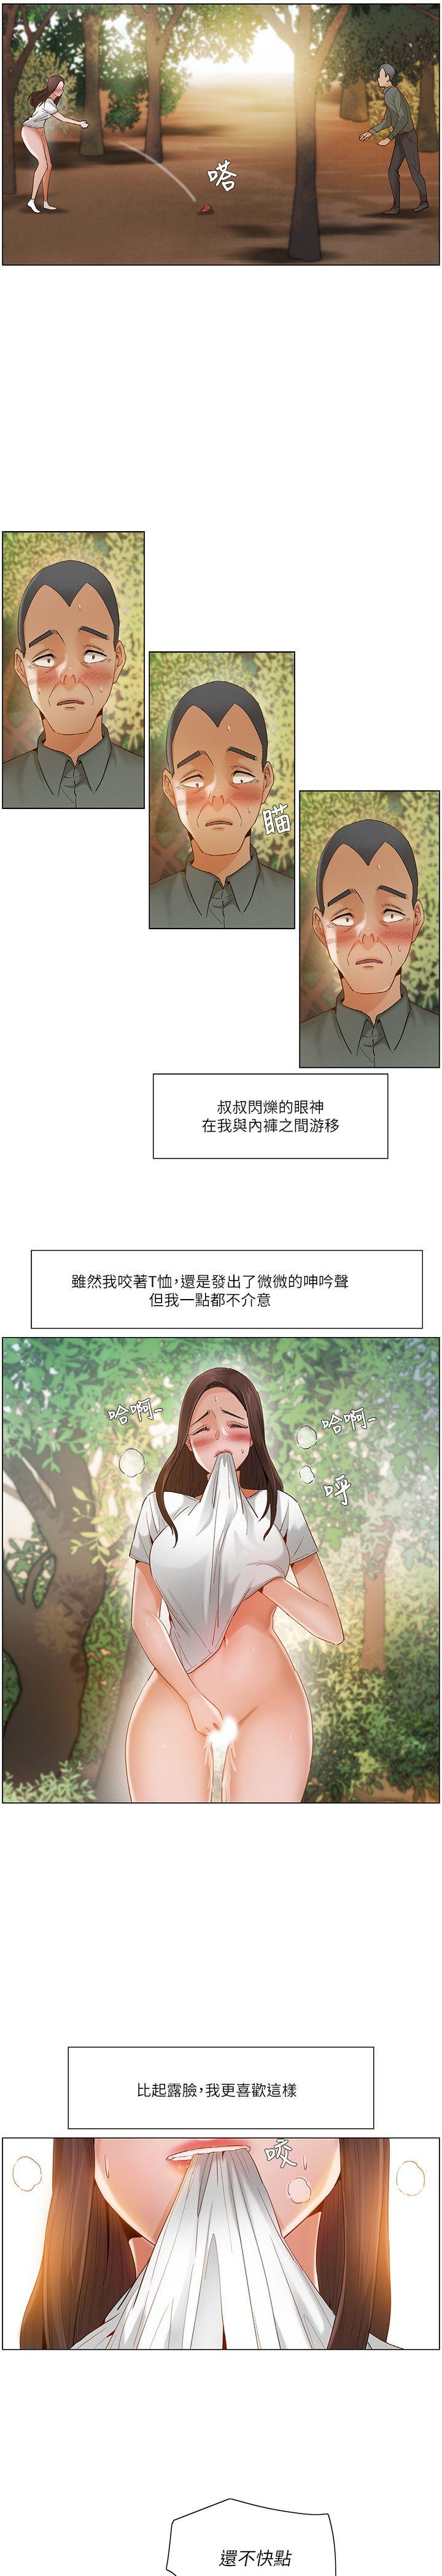 嗒
瞄
叔叔閃爍的眼神
在我與內褲之間游移
雖然我咬著T恤，還是發出了微微的呻吟聲
但我一點都不介意
哈啊~
哈啊~
呼
比起露臉，我更喜歡這樣
咬
還不快點